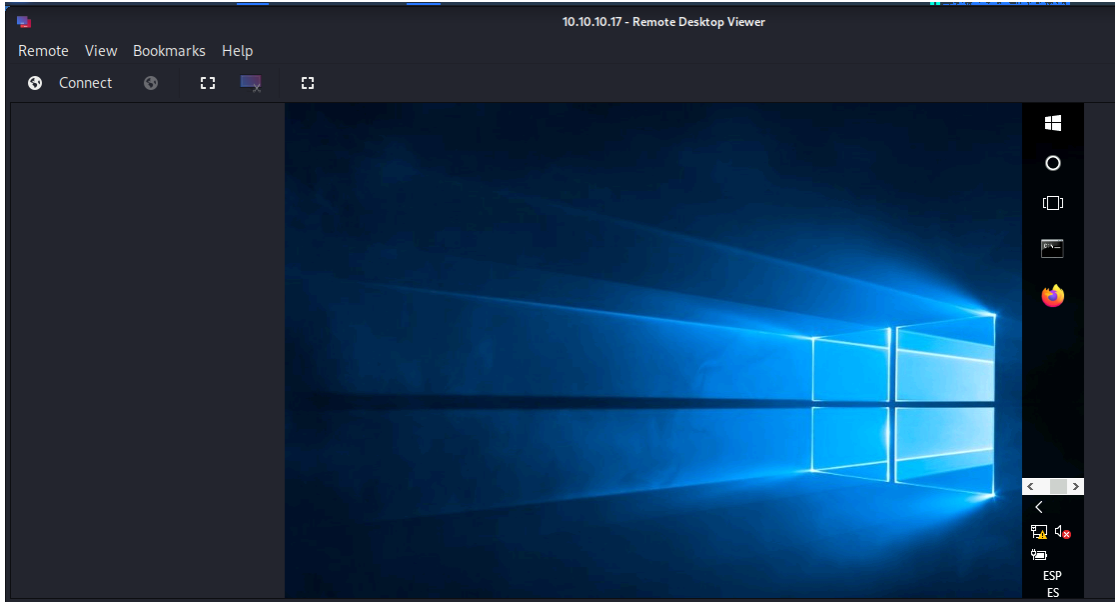 10.10.10.17 - Remote Desktop Viewer
Remote View Bookmarks Help
Connect
ESP
ES